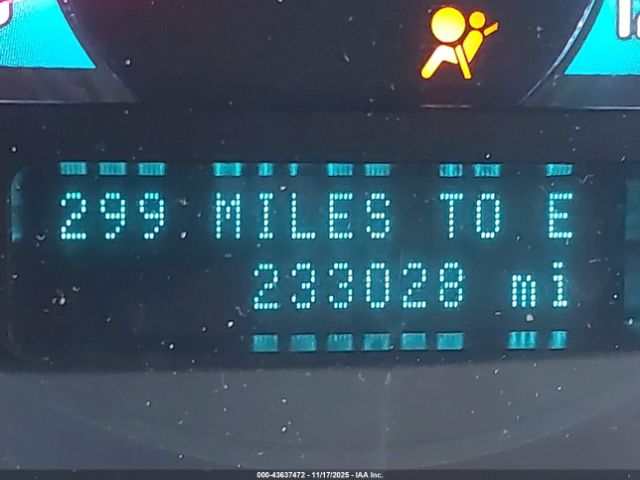 299 MILES TO E
233028 mi
000-43637472 - 11/17/2025 - IAA Inc.